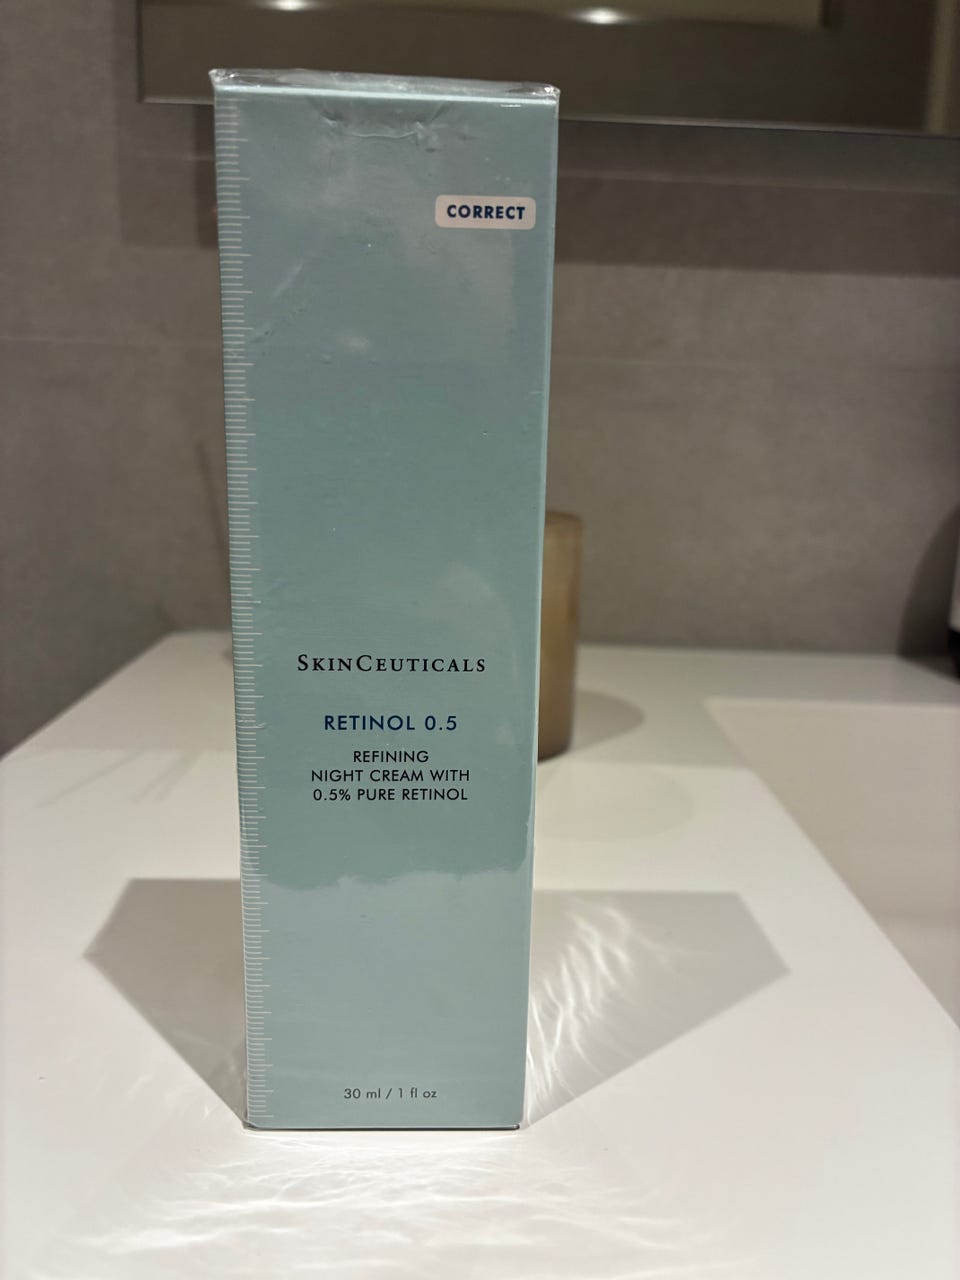 CORRECT
SKINCEUTICALS
RETINOL 0.5
REFINING
NIGHT CREAM WITH
0.5% PURE RETINOL
30 ml / 1 fl oz